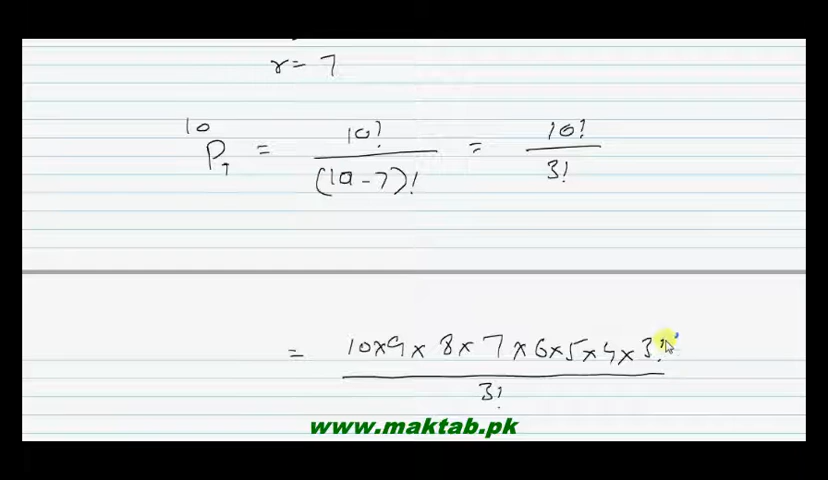 r = 7
¹⁰P₇ = 10! / (10 - 7)! = 10! / 3!
= 10 × 9 × 8 × 7 × 6 × 5 × 4 × 3! / 3!
www.maktab.pk